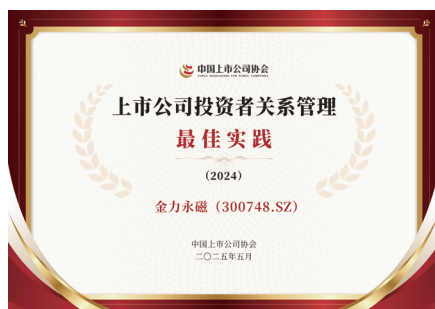 中国上市公司协会
CHINA ASSOCIATION FOR PUBLIC COMPANIES
上市公司投资者关系管理
最佳实践
（2024）
金力永磁（300748.SZ）
中国上市公司协会
二〇二五年五月